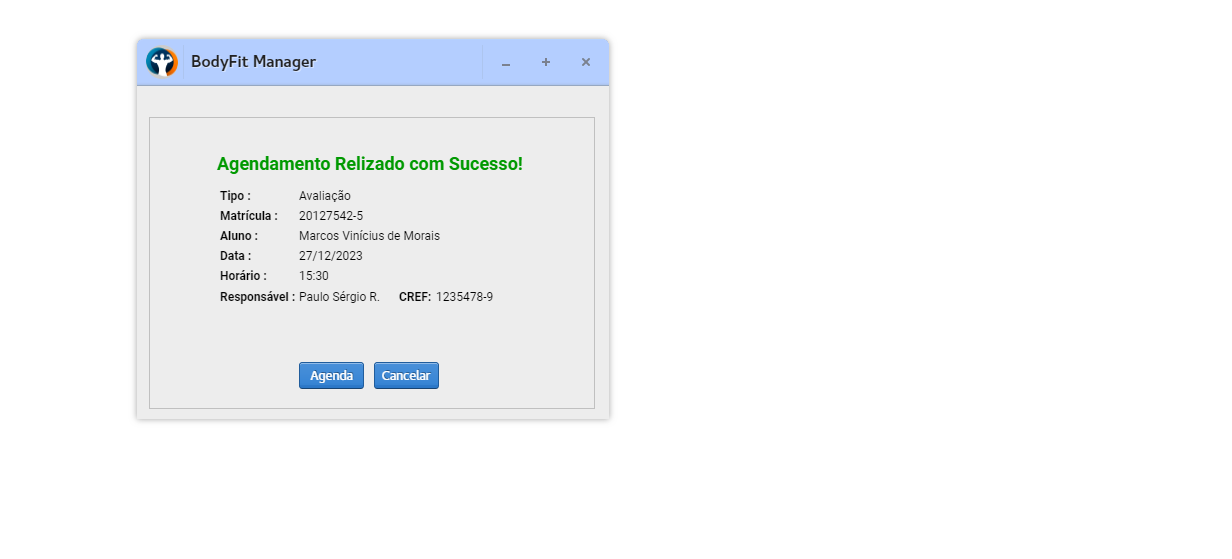 BodyFit Manager
Agendamento Relizado com Sucesso!
Tipo : Avaliação
Matrícula : 20127542-5
Aluno : Marcos Vinícius de Morais
Data : 27/12/2023
Horário : 15:30
Responsável : Paulo Sérgio R. CREF: 1235478-9
Agenda Cancelar